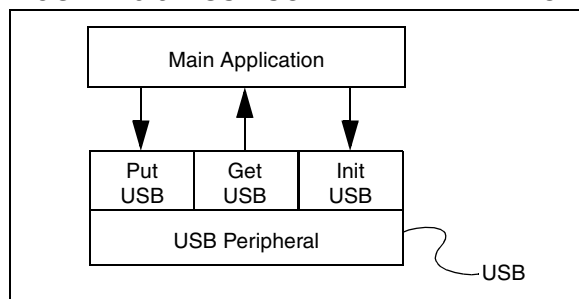 Main Application
Put
USB
Get
USB
Init
USB
USB Peripheral
USB